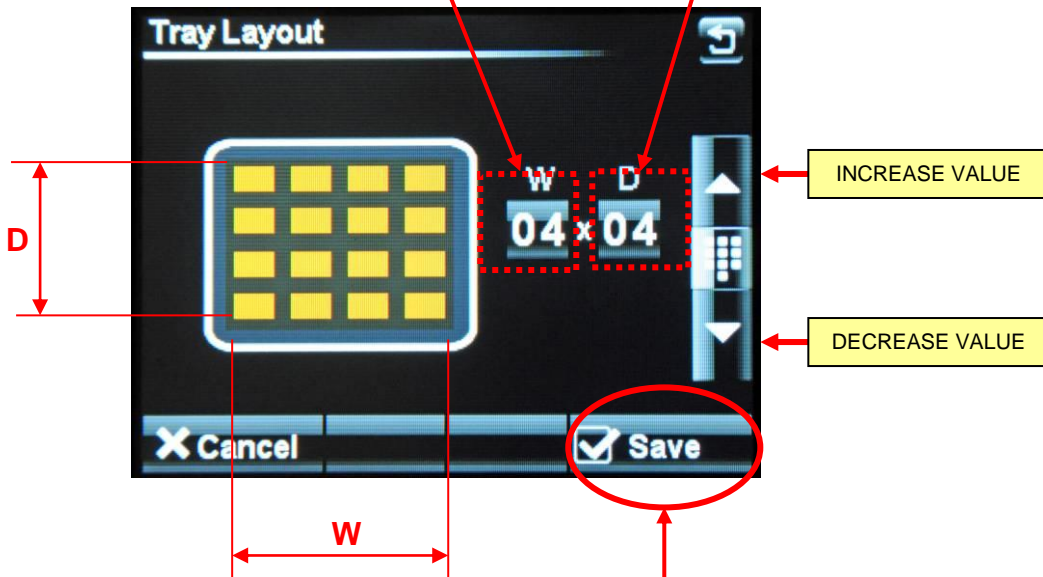 Tray Layout
INCREASE VALUE
W D
D
04 x 04
DECREASE VALUE
Cancel
Save
W